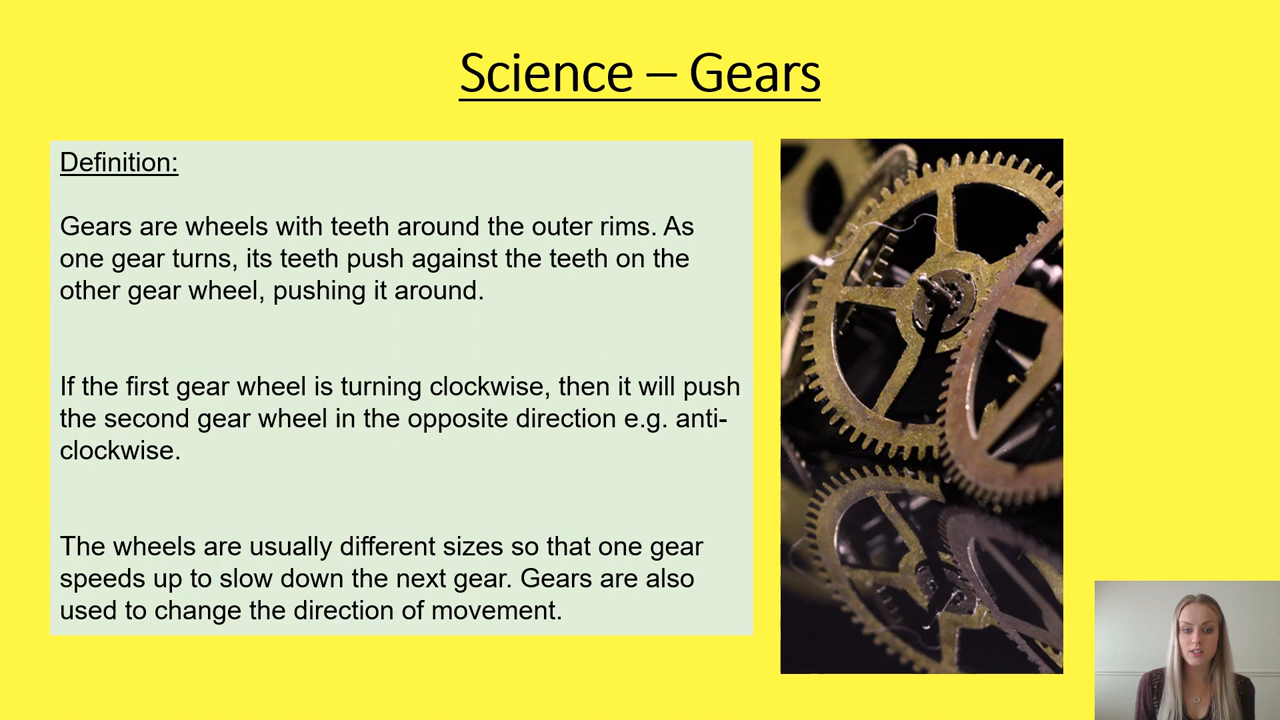 Science – Gears
Definition:
Gears are wheels with teeth around the outer rims. As
one gear turns, its teeth push against the teeth on the
other gear wheel, pushing it around.
If the first gear wheel is turning clockwise, then it will push
the second gear wheel in the opposite direction e.g. anti-
clockwise.
The wheels are usually different sizes so that one gear
speeds up to slow down the next gear. Gears are also
used to change the direction of movement.